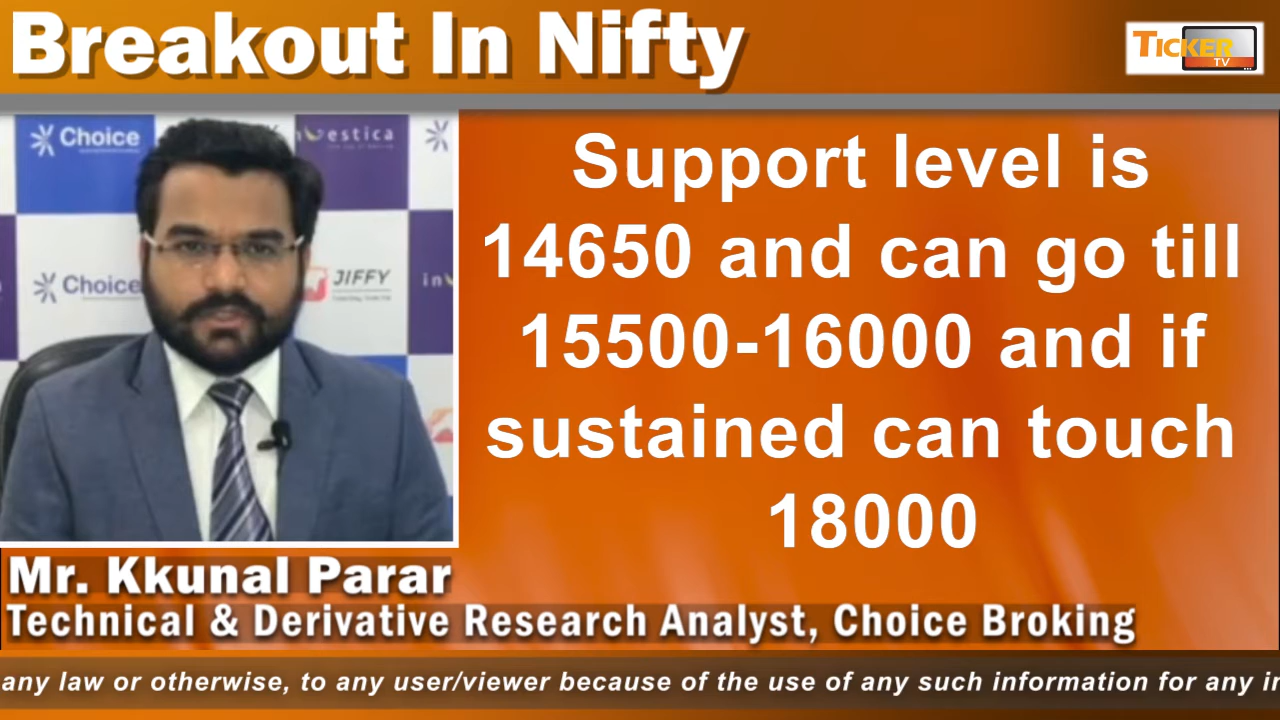 Breakout In Nifty
TICKER
TV
Choice
investica
Choice
JIFFY
inv
Support level is
14650 and can go till
15500-16000 and if
sustained can touch
18000
Mr. Kkunal Parar
Technical & Derivative Research Analyst, Choice Broking
any law or otherwise, to any user/viewer because of the use of any such information for any in